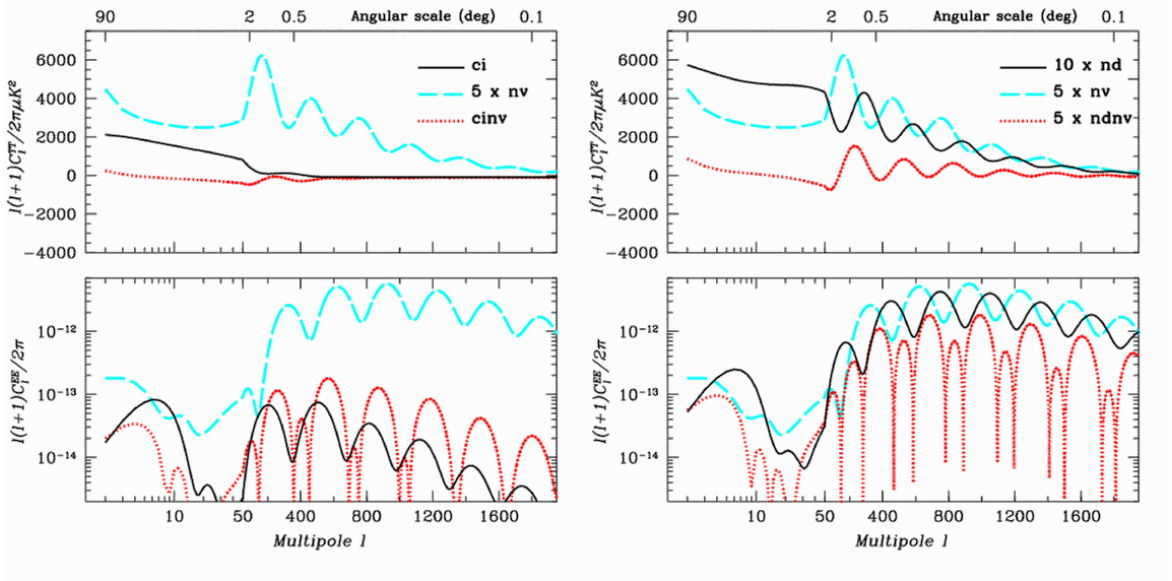 90 2 0.5 Angular scale (deg) 0.1
6000
4000
2000
0
−2000
−4000
l(l+1)C_l^TT/2πμK²
ci
5 x nν
cinν
10⁻¹²
10⁻¹³
10⁻¹⁴
l(l+1)C_l^EE/2π
10 50 400 800 1200 1600
Multipole l
90 2 0.5 Angular scale (deg) 0.1
6000
4000
2000
0
−2000
−4000
l(l+1)C_l^TT/2πμK²
10 x nd
5 x nν
5 x ndnν
10⁻¹²
10⁻¹³
10⁻¹⁴
l(l+1)C_l^EE/2π
10 50 400 800 1200 1600
Multipole l